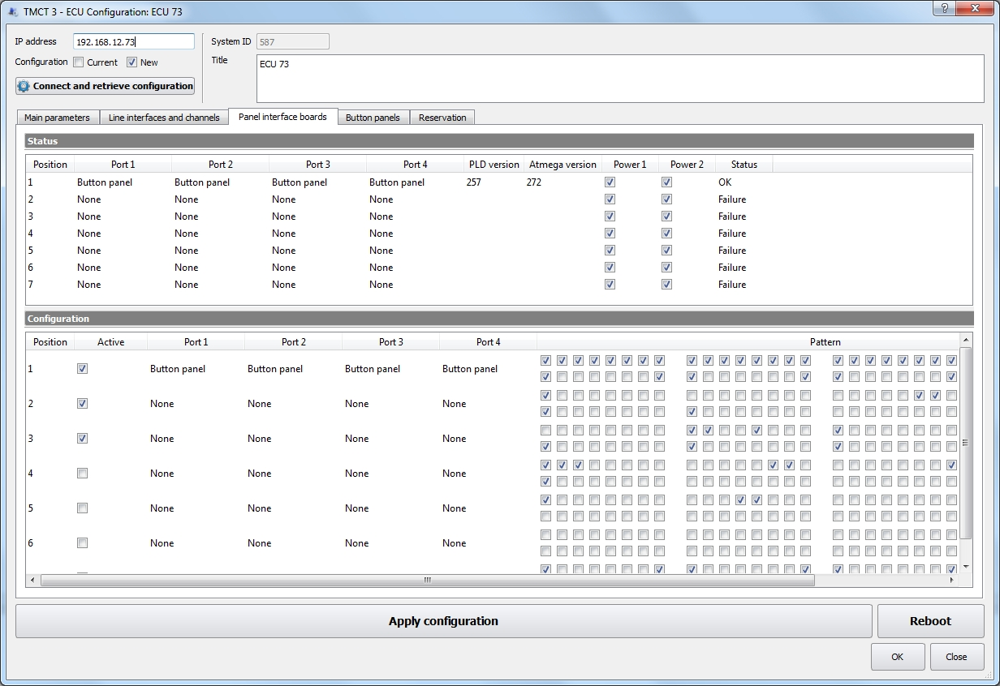 TMCT 3 - ECU Configuration: ECU 73
IP address 192.168.12.73 System ID 587
Configuration Current New Title ECU 73
Connect and retrieve configuration
Main parameters Line interfaces and channels Panel interface boards Button panels Reservation
Status
Position Port 1 Port 2 Port 3 Port 4 PLD version Atmega version Power 1 Power 2 Status
1 Button panel Button panel Button panel Button panel 257 272 OK
2 None None None None Failure
3 None None None None Failure
4 None None None None Failure
5 None None None None Failure
6 None None None None Failure
7 None None None None Failure
Configuration
Position Active Port 1 Port 2 Port 3 Port 4 Pattern
1 Button panel Button panel Button panel Button panel
2 None None None None
3 None None None None
4 None None None None
5 None None None None
6 None None None None
Apply configuration Reboot
OK Close